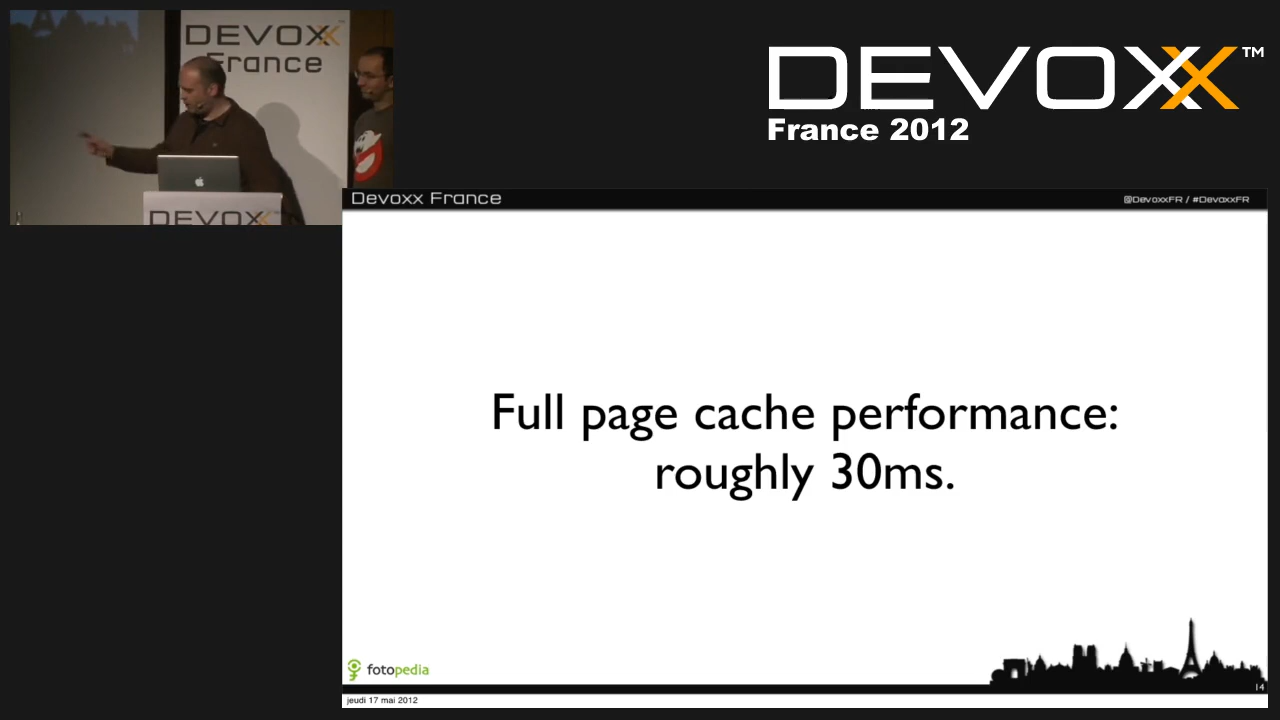 DEVOXX
France
DEVOXX
DEVOXX™
France 2012
Devoxx France
@DevoxxFR / #DevoxxFR
Full page cache performance:
roughly 30ms.
fotopedia
14
jeudi 17 mai 2012